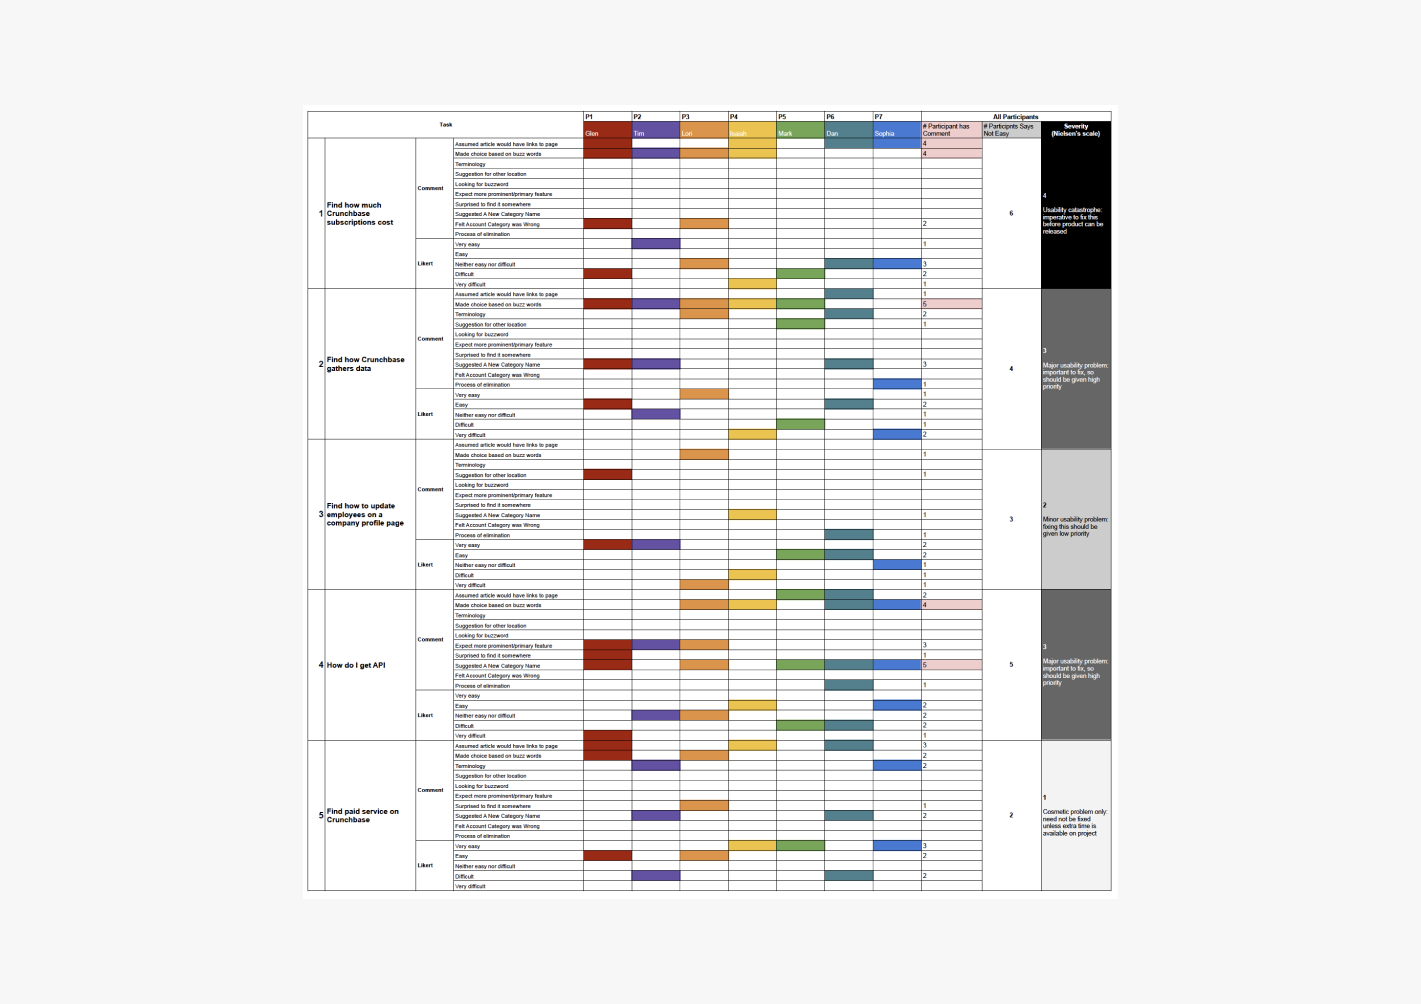 P1 P2 P3 P4 P5 P6 P7 All Participants
Task
Glen Tim Lori Isaiah Mark Dan Sophia # Participant has Comment # Participnts Says Not Easy Severity (Nielsen's scale)
1 Find how much Crunchbase subscriptions cost
Comment
Assumed article would have links to page 4
Made choice based on buzz words 4
Terminology
Suggestion for other location
Looking for buzzword
Expect more prominent/primary feature
Surprised to find it somewhere
Suggested A New Category Name
Felt Account Category was Wrong 2
Process of elimination
Likert
Very easy 1
Easy
Neither easy nor difficult 3
Difficult 2
Very difficult 1
6
4
Usability catastrophe: imperative to fix this before product can be released
2 Find how Crunchbase gathers data
Comment
Assumed article would have links to page 1
Made choice based on buzz words 5
Terminology 2
Suggestion for other location 1
Looking for buzzword
Expect more prominent/primary feature
Surprised to find it somewhere
Suggested A New Category Name 3
Felt Account Category was Wrong
Process of elimination 1
Likert
Very easy 1
Easy 2
Neither easy nor difficult 1
Difficult 1
Very difficult 2
4
3
Major usability problem: important to fix, so should be given high priority
3 Find how to update employees on a company profile page
Comment
Assumed article would have links to page
Made choice based on buzz words 1
Terminology
Suggestion for other location 1
Looking for buzzword
Expect more prominent/primary feature
Surprised to find it somewhere
Suggested A New Category Name 1
Felt Account Category was Wrong
Process of elimination 1
Likert
Very easy 2
Easy 2
Neither easy nor difficult 1
Difficult 1
Very difficult 1
3
2
Minor usability problem: fixing this should be given low priority
4 How do I get API
Comment
Assumed article would have links to page 2
Made choice based on buzz words 4
Terminology
Suggestion for other location
Looking for buzzword
Expect more prominent/primary feature 3
Surprised to find it somewhere 1
Suggested A New Category Name 5
Felt Account Category was Wrong
Process of elimination 1
Likert
Very easy
Easy 2
Neither easy nor difficult 2
Difficult 2
Very difficult 1
5
3
Major usability problem: important to fix, so should be given high priority
5 Find paid service on Crunchbase
Comment
Assumed article would have links to page 3
Made choice based on buzz words 2
Terminology 2
Suggestion for other location
Looking for buzzword
Expect more prominent/primary feature
Surprised to find it somewhere 1
Suggested A New Category Name 2
Felt Account Category was Wrong
Process of elimination
Likert
Very easy 3
Easy 2
Neither easy nor difficult
Difficult 2
Very difficult
2
1
Cosmetic problem only: need not be fixed unless extra time is available on project